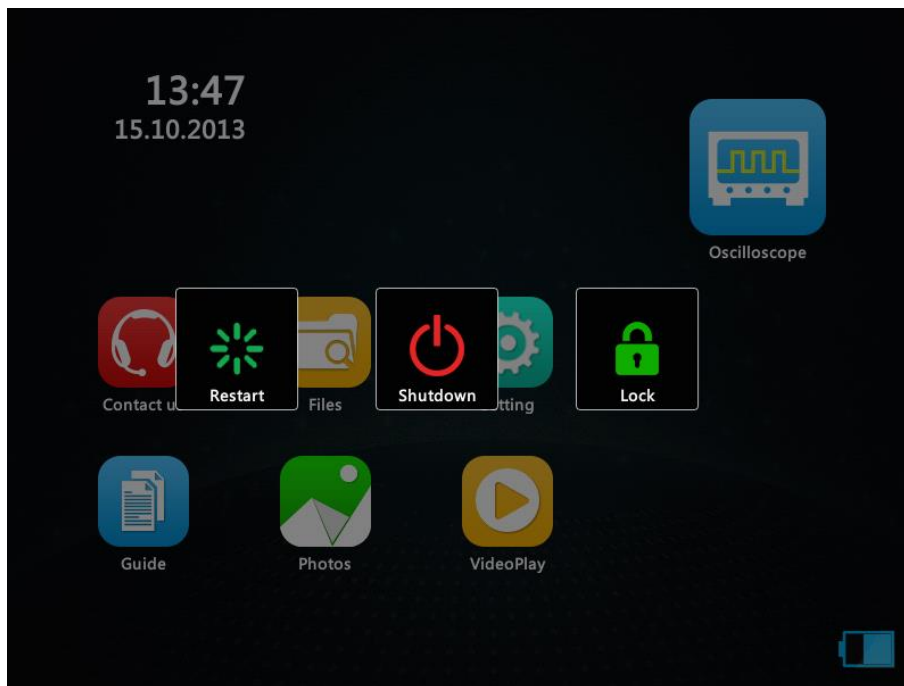 13:47
15.10.2013
Oscilloscope
Restart
Shutdown
Lock
Contact u
Files
tting
Guide
Photos
VideoPlay